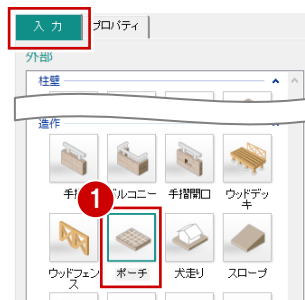 入力 プロパティ
外部
柱壁
造作
手 ルコニー 手摺開口 ウッドデッ
キ
1
ウッドフェン ポーチ 犬走り スロープ
ス